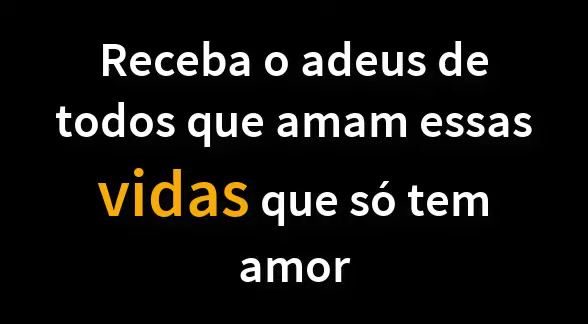 Receba o adeus de
todos que amam essas
vidas que só tem
amor